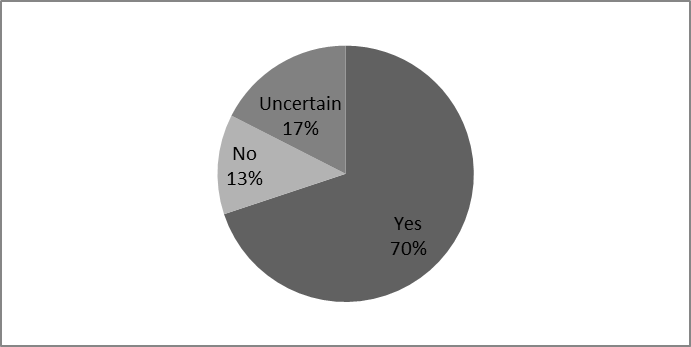 Uncertain
17%
No
13%
Yes
70%